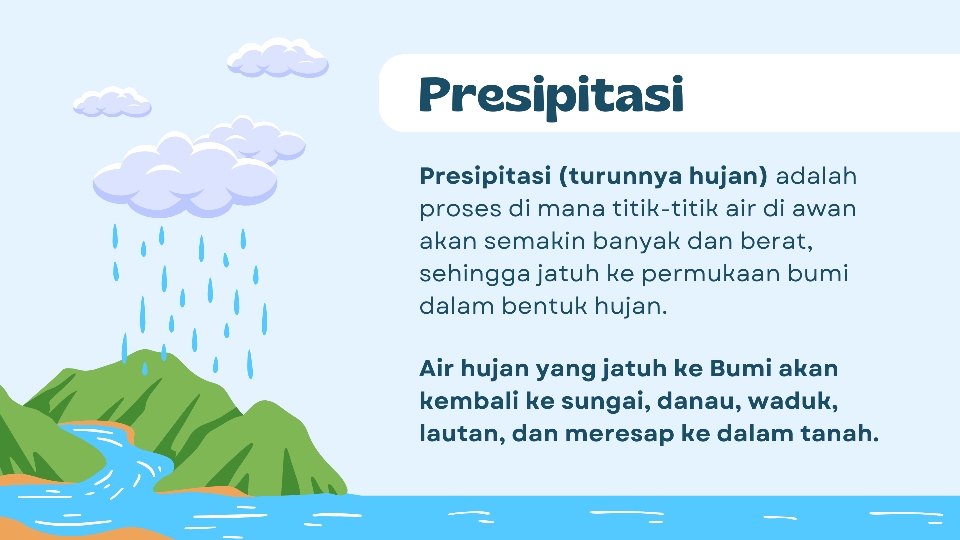 Presipitasi
Presipitasi (turunnya hujan) adalah
proses di mana titik-titik air di awan
akan semakin banyak dan berat,
sehingga jatuh ke permukaan bumi
dalam bentuk hujan.
Air hujan yang jatuh ke Bumi akan
kembali ke sungai, danau, waduk,
lautan, dan meresap ke dalam tanah.